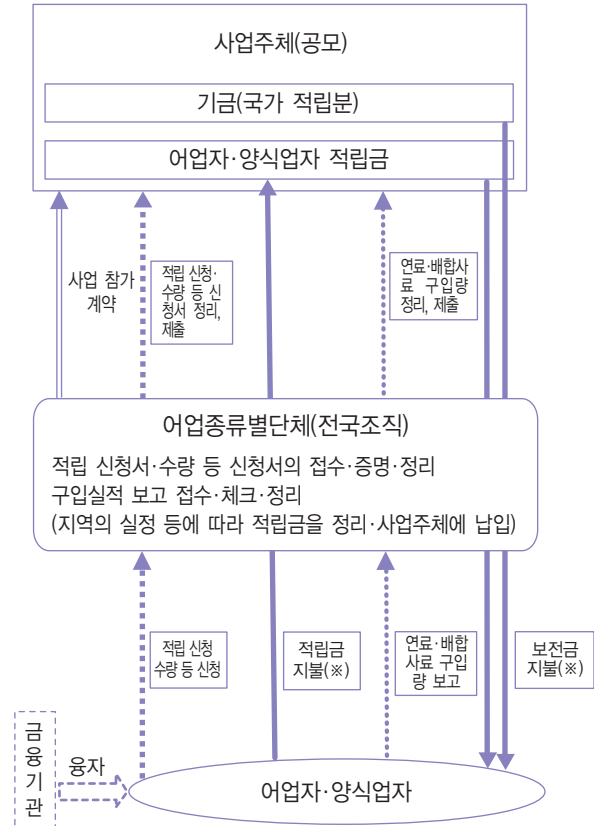 사업주체(공모)
기금(국가 적립분)
어업자·양식업자 적립금
사업 참가
계약
적립 신청·
수량 등 신
청서 정리,
제출
연료·배합사
료 구입량
정리, 제출
어업종류별단체(전국조직)
적립 신청서·수량 등 신청서의 접수·증명·정리
구입실적 보고 접수·체크·정리
(지역의 실정 등에 따라 적립금을 정리·사업주체에 납입)
적립 신청
수량 등 신청
적립금
지불(※)
연료·배합
사료 구입
량 보고
보전금
지불(※)
금
융
기
관
융자
어업자·양식업자